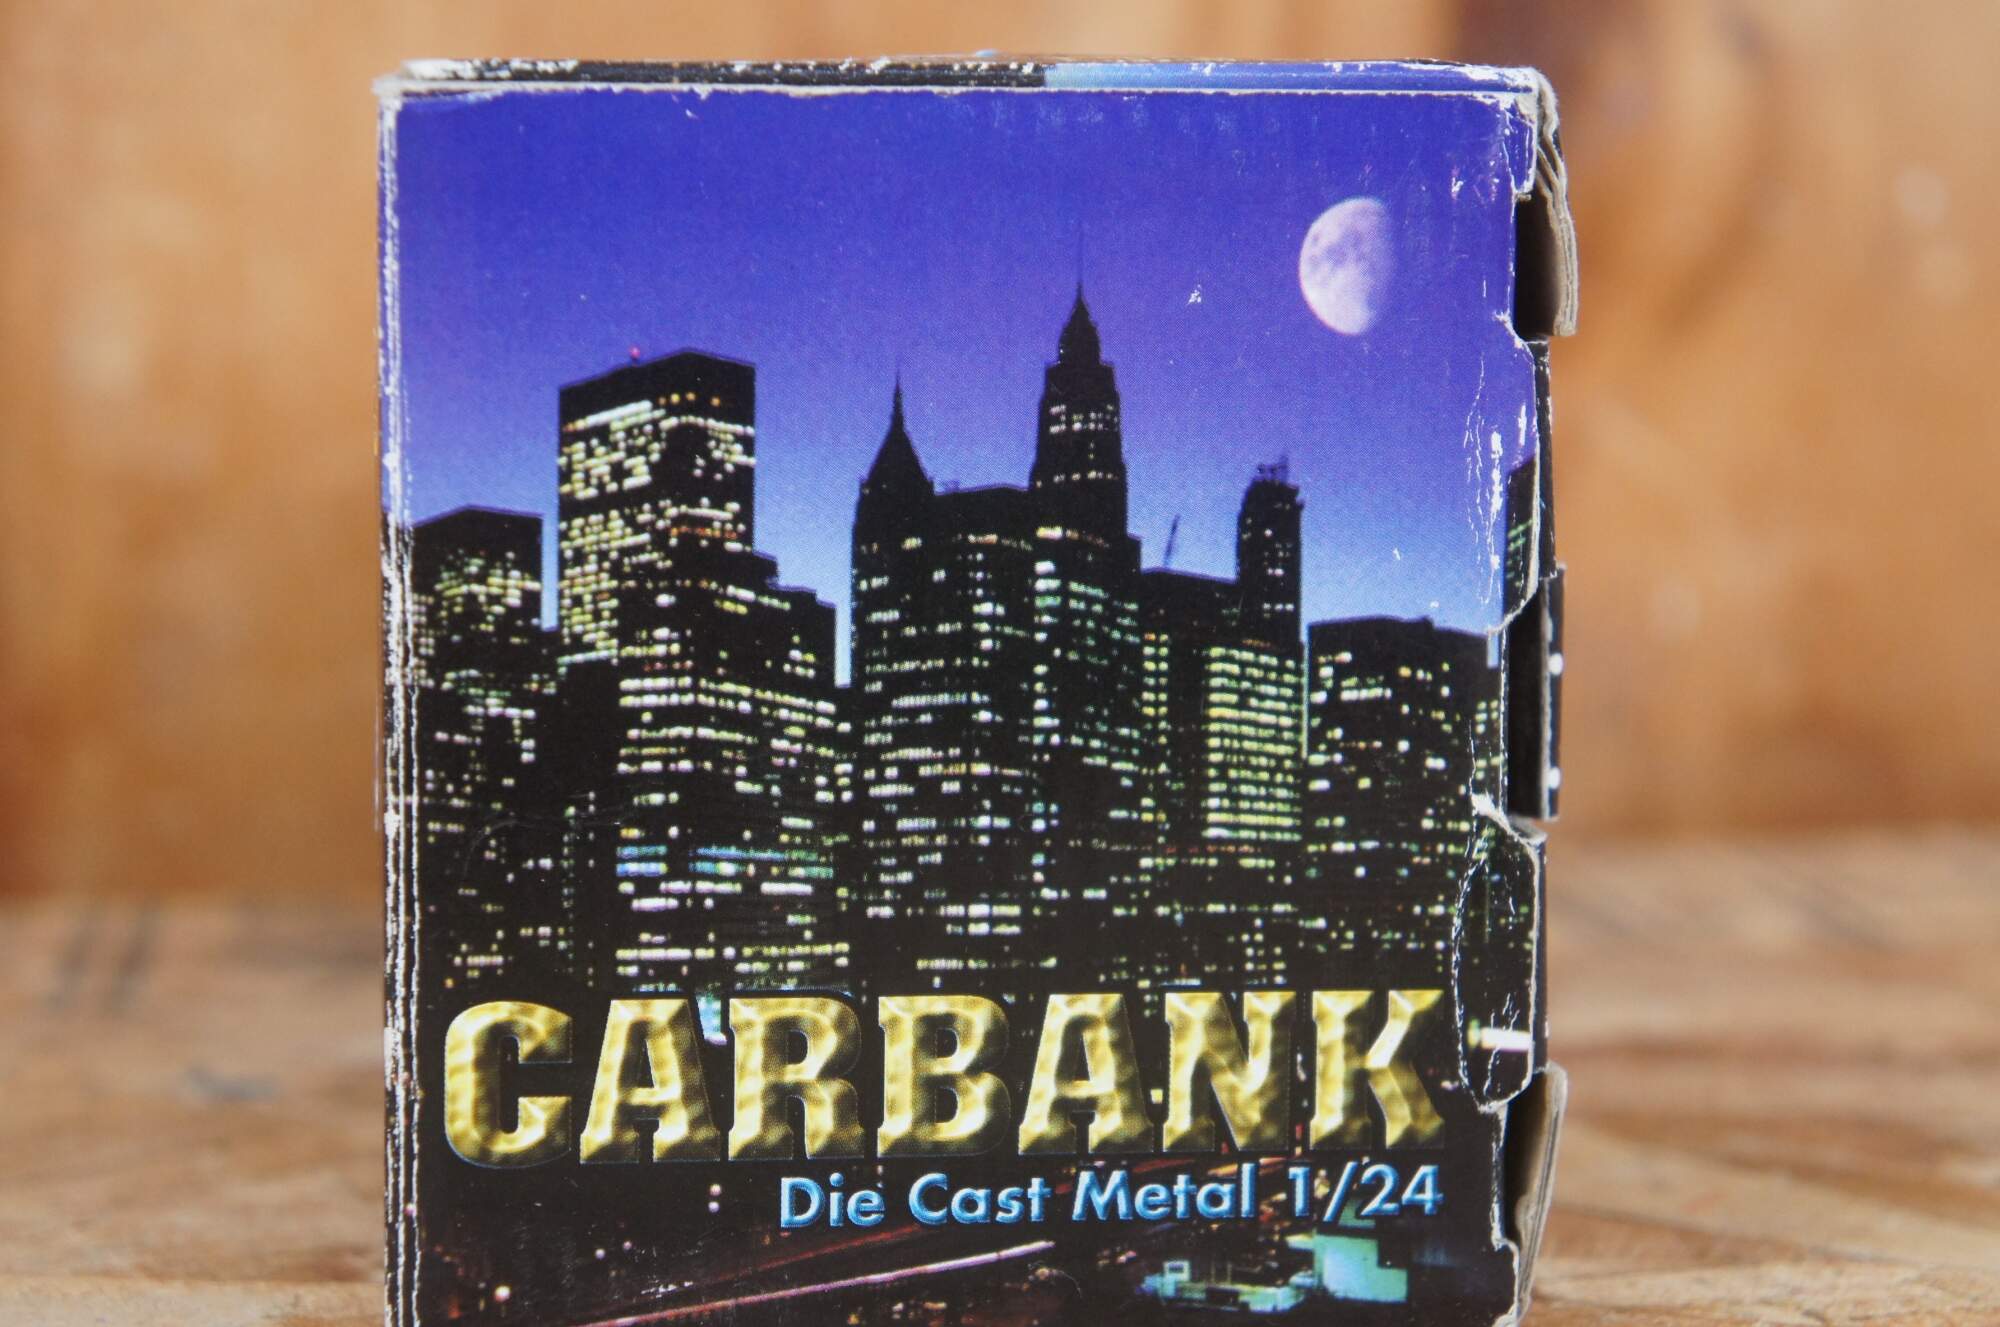 CARBANK
Die Cast Metal 1/24